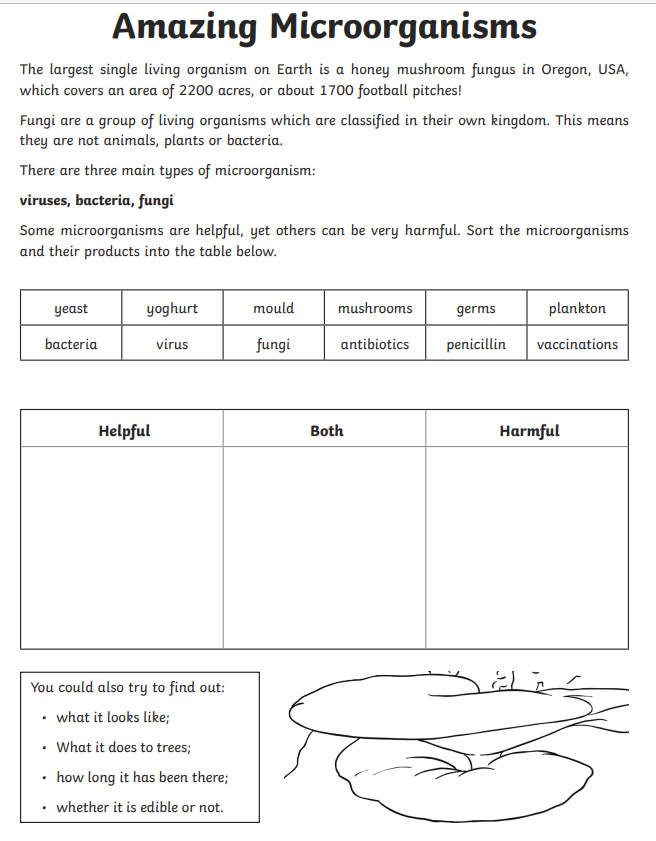 Amazing Microorganisms
The largest single living organism on Earth is a honey mushroom fungus in Oregon, USA,
which covers an area of 2200 acres, or about 1700 football pitches!
Fungi are a group of living organisms which are classified in their own kingdom. This means
they are not animals, plants or bacteria.
There are three main types of microorganism:
viruses, bacteria, fungi
Some microorganisms are helpful, yet others can be very harmful. Sort the microorganisms
and their products into the table below.
yeast yoghurt mould mushrooms germs plankton
bacteria virus fungi antibiotics penicillin vaccinations
Helpful Both Harmful
You could also try to find out:
• what it looks like;
• What it does to trees;
• how long it has been there;
• whether it is edible or not.